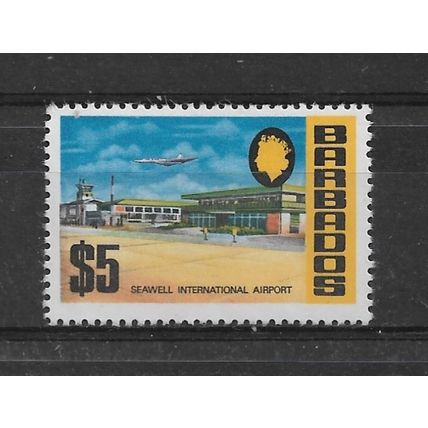 BARBADOS
$5
SEAWELL INTERNATIONAL AIRPORT